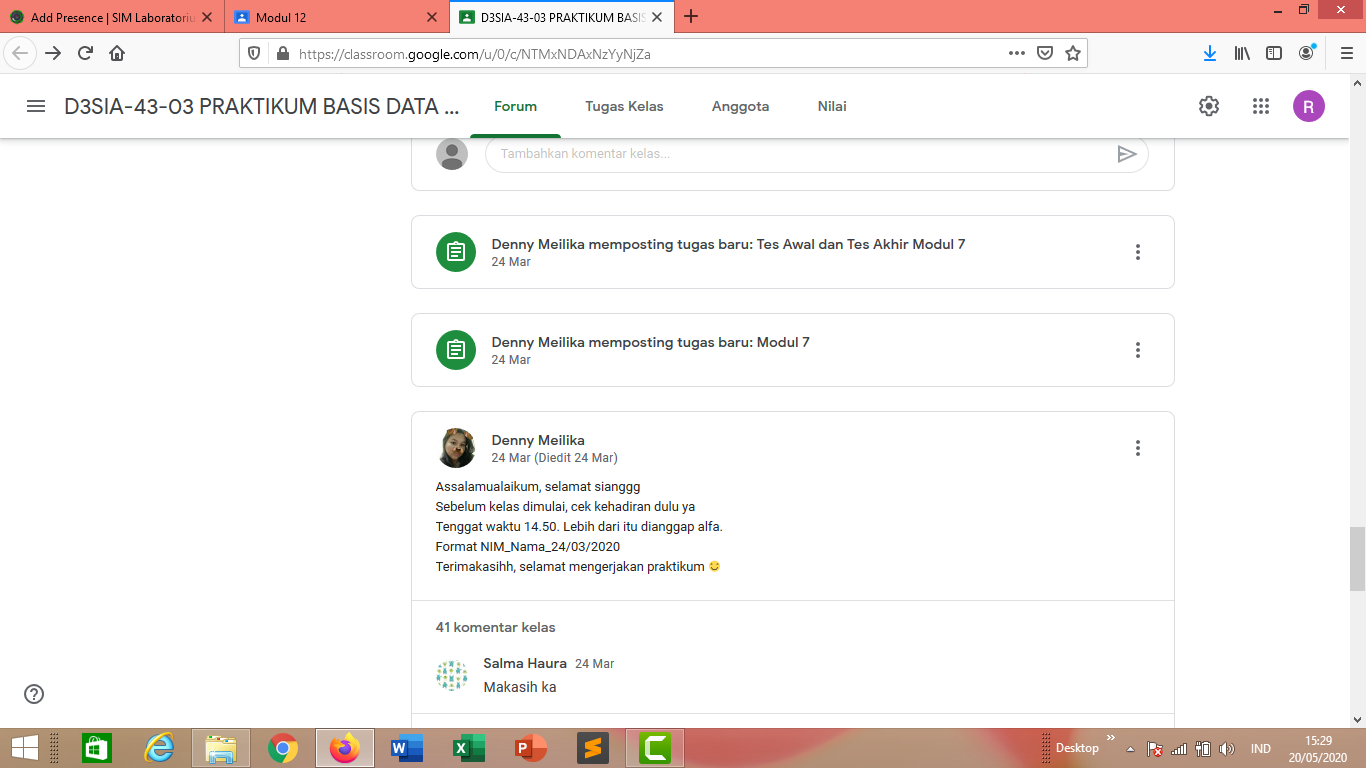 Add Presence | SIM Laboratoriu
Modul 12
D3SIA-43-03 PRAKTIKUM BASIS
https://classroom.google.com/u/0/c/NTMxNDAxNzYyNjZa
D3SIA-43-03 PRAKTIKUM BASIS DATA ...
Forum
Tugas Kelas
Anggota
Nilai
R
Tambahkan komentar kelas...
Denny Meilika memposting tugas baru: Tes Awal dan Tes Akhir Modul 7
24 Mar
Denny Meilika memposting tugas baru: Modul 7
24 Mar
Denny Meilika
24 Mar (Diedit 24 Mar)
Assalamualaikum, selamat sianggg
Sebelum kelas dimulai, cek kehadiran dulu ya
Tenggat waktu 14.50. Lebih dari itu dianggap alfa.
Format NIM_Nama_24/03/2020
Terimakasihh, selamat mengerjakan praktikum 😊
41 komentar kelas
Salma Haura 24 Mar
Makasih ka
Desktop
IND
15:29
20/05/2020